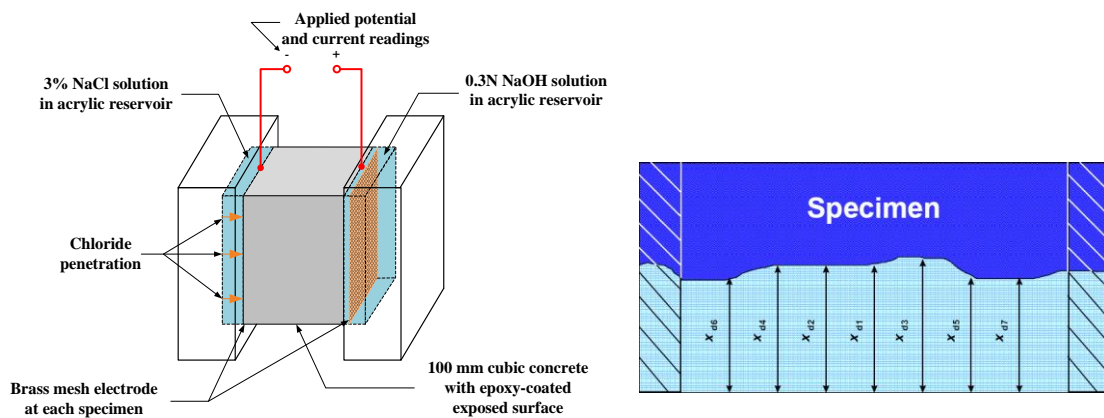 Applied potential
and current readings
-
+
3% NaCl solution
in acrylic reservoir
0.3N NaOH solution
in acrylic reservoir
Chloride
penetration
Brass mesh electrode
at each specimen
100 mm cubic concrete
with epoxy-coated
exposed surface
Specimen
x d6
x d4
x d2
x d1
x d3
x d5
x d7